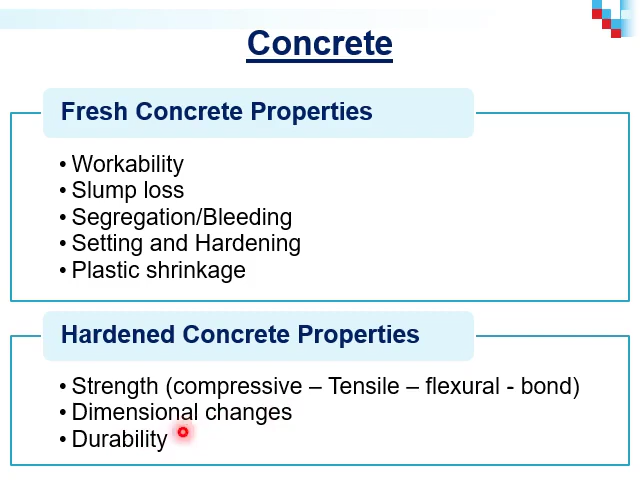 Concrete
Fresh Concrete Properties
• Workability
• Slump loss
• Segregation/Bleeding
• Setting and Hardening
• Plastic shrinkage
Hardened Concrete Properties
• Strength (compressive – Tensile – flexural - bond)
• Dimensional changes
• Durability